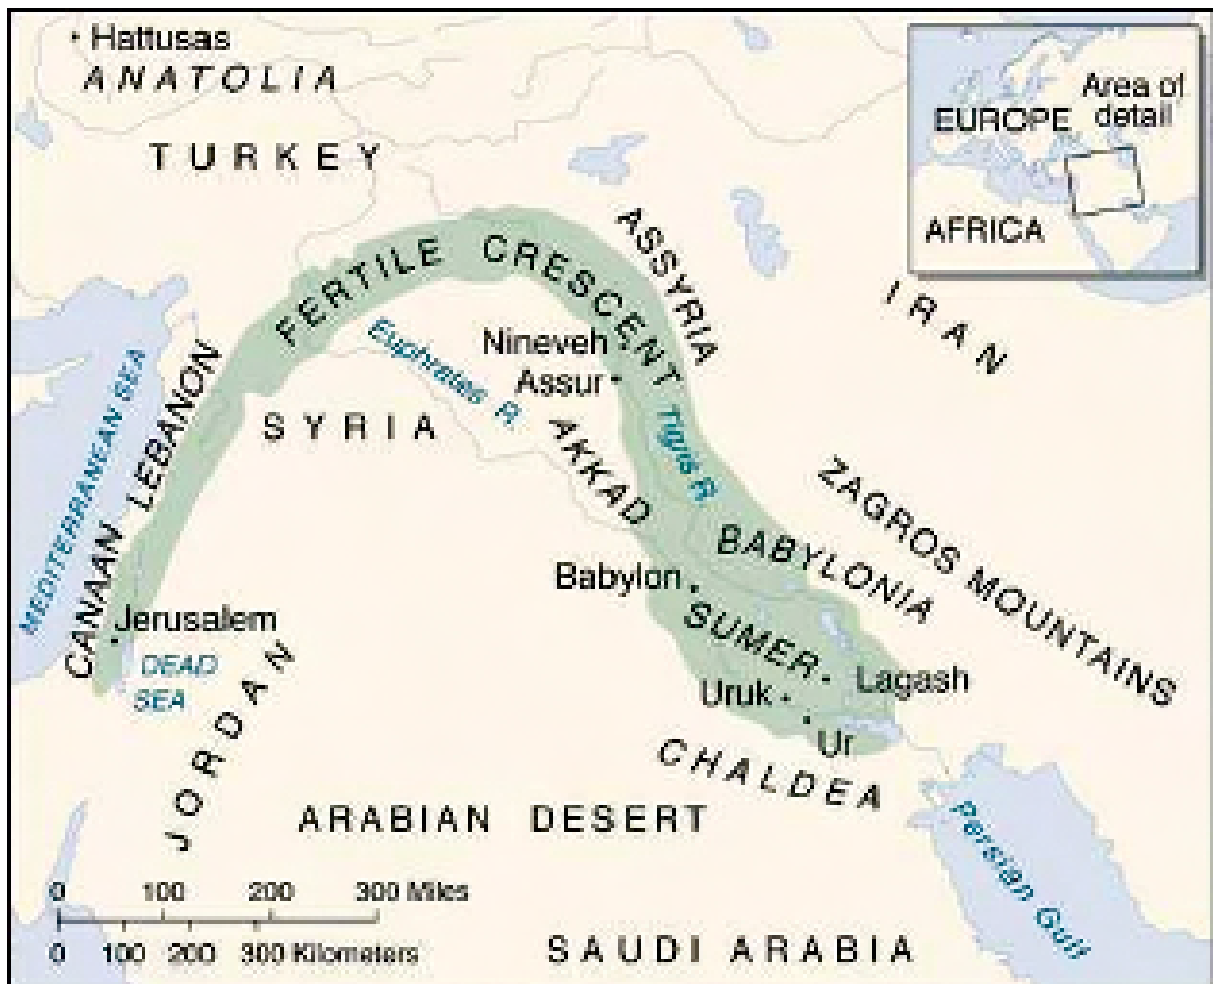 Hattusas
ANATOLIA
TURKEY
EUROPE
Area of
detail
AFRICA
FERTILE CRESCENT
ASSYRIA
IRAN
Nineveh
Assur
Euphrates R
Tigris R
SYRIA
AKKAD
MEDITERRANEAN SEA
LEBANON
CANAAN
ZAGROS MOUNTAINS
BABYLONIA
Babylon
SUMER
Jerusalem
DEAD
SEA
JORDAN
Lagash
Uruk
Ur
CHALDEA
ARABIAN DESERT
Persian Gulf
0 100 200 300 Miles
0 100 200 300 Kilometers
SAUDI ARABIA